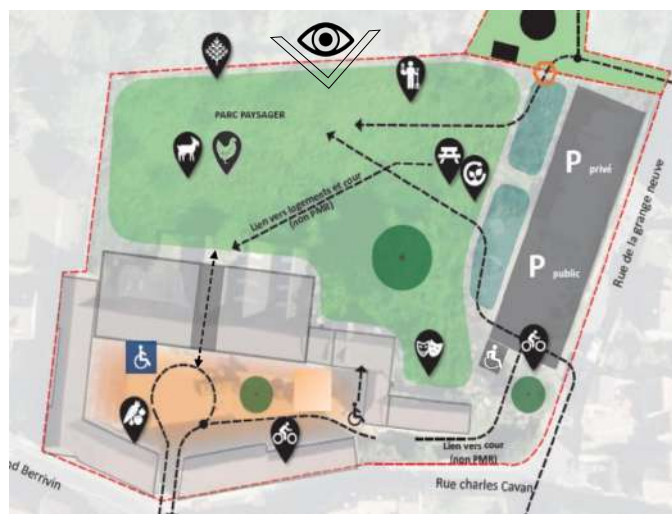 PARC PAYSAGER
P privé
Lien vers logements et cour
(non PMR)
P public
Rue de la grange neuve
Lien vers cour
(non PMR)
nd Berrivin
Rue charles Cavan